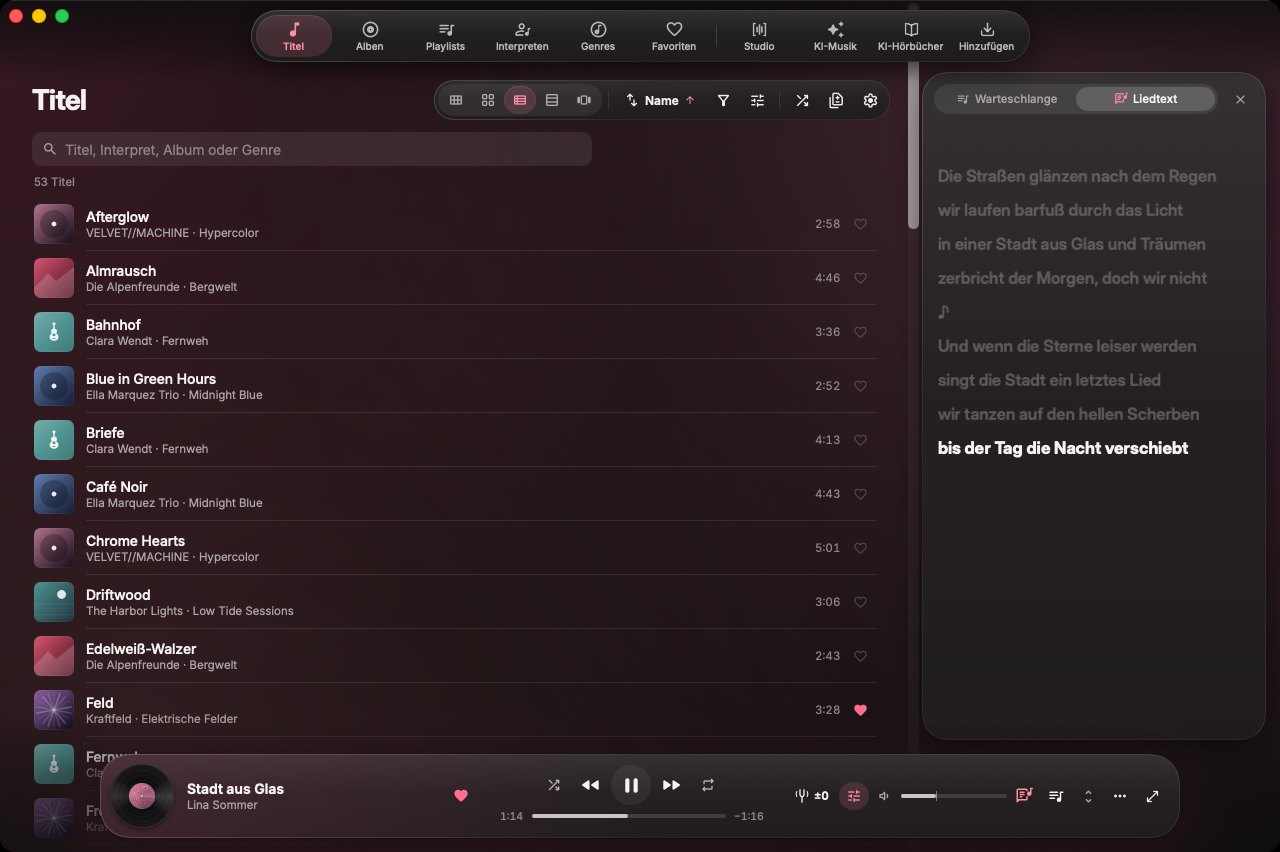 Titel
Alben
Playlists
Interpreten
Genres
Favoriten
Studio
KI-Musik
KI-Hörbücher
Hinzufügen
Titel
Name
Titel, Interpret, Album oder Genre
53 Titel
Afterglow
VELVET//MACHINE · Hypercolor
2:58
Almrausch
Die Alpenfreunde · Bergwelt
4:46
Bahnhof
Clara Wendt · Fernweh
3:36
Blue in Green Hours
Ella Marquez Trio · Midnight Blue
2:52
Briefe
Clara Wendt · Fernweh
4:13
Café Noir
Ella Marquez Trio · Midnight Blue
4:43
Chrome Hearts
VELVET//MACHINE · Hypercolor
5:01
Driftwood
The Harbor Lights · Low Tide Sessions
3:06
Edelweiß-Walzer
Die Alpenfreunde · Bergwelt
2:43
Feld
Kraftfeld · Elektrische Felder
3:28
Warteschlange
Liedtext
Die Straßen glänzen nach dem Regen
wir laufen barfuß durch das Licht
in einer Stadt aus Glas und Träumen
zerbricht der Morgen, doch wir nicht
♪
Und wenn die Sterne leiser werden
singt die Stadt ein letztes Lied
wir tanzen auf den hellen Scherben
bis der Tag die Nacht verschiebt
Stadt aus Glas
Lina Sommer
1:14
−1:16
±0